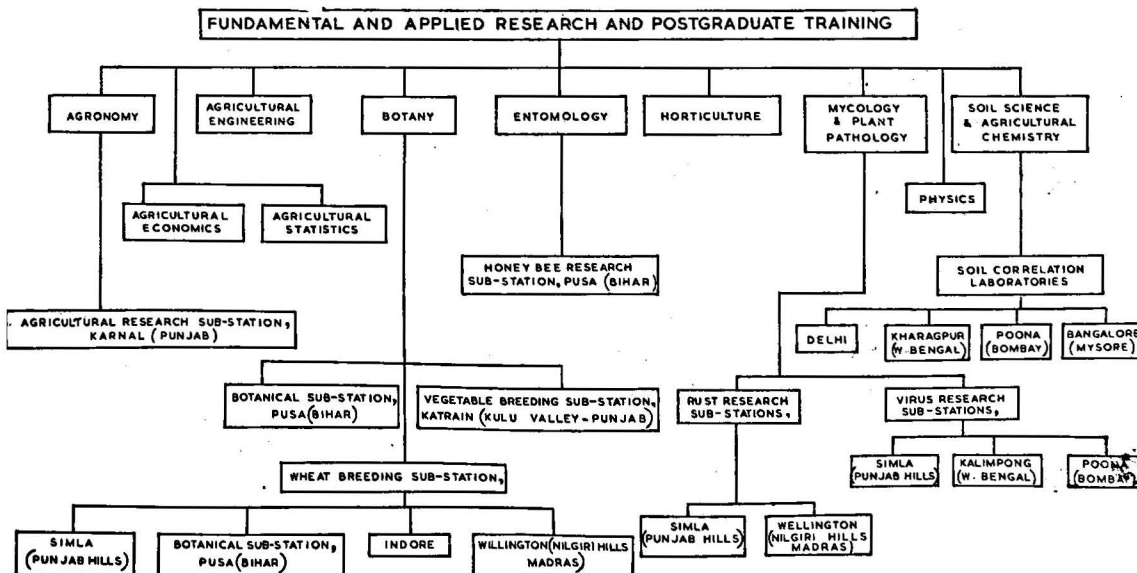 FUNDAMENTAL AND APPLIED RESEARCH AND POSTGRADUATE TRAINING
AGRONOMY
AGRICULTURAL
ENGINEERING
BOTANY
ENTOMOLOGY
HORTICULTURE
MYCOLOGY
& PLANT
PATHOLOGY
SOIL SCIENCE
& AGRICULTURAL
CHEMISTRY
AGRICULTURAL
ECONOMICS
AGRICULTURAL
STATISTICS
PHYSICS
HONEY BEE RESEARCH
SUB-STATION, PUSA (BIHAR)
SOIL CORRELATION
LABORATORIES
AGRICULTURAL RESEARCH SUB-STATION,
KARNAL (PUNJAB)
DELHI
KHARAGPUR
(W. BENGAL)
POONA
(BOMBAY)
BANGALORE
(MYSORE)
BOTANICAL SUB-STATION,
PUSA (BIHAR)
VEGETABLE BREEDING SUB-STATION,
KATRAIN (KULU VALLEY-PUNJAB)
RUST RESEARCH
SUB-STATIONS,
VIRUS RESEARCH
SUB-STATIONS,
WHEAT BREEDING SUB-STATION,
SIMLA
(PUNJAB HILLS)
KALIMPONG
(W. BENGAL)
POONA
(BOMBAY)
SIMLA
(PUNJAB HILLS)
BOTANICAL SUB-STATION,
PUSA (BIHAR)
INDORE
WILLINGTON (NILGIRI HILLS
MADRAS)
SIMLA
(PUNJAB HILLS)
WELLINGTON
(NILGIRI HILLS
MADRAS)